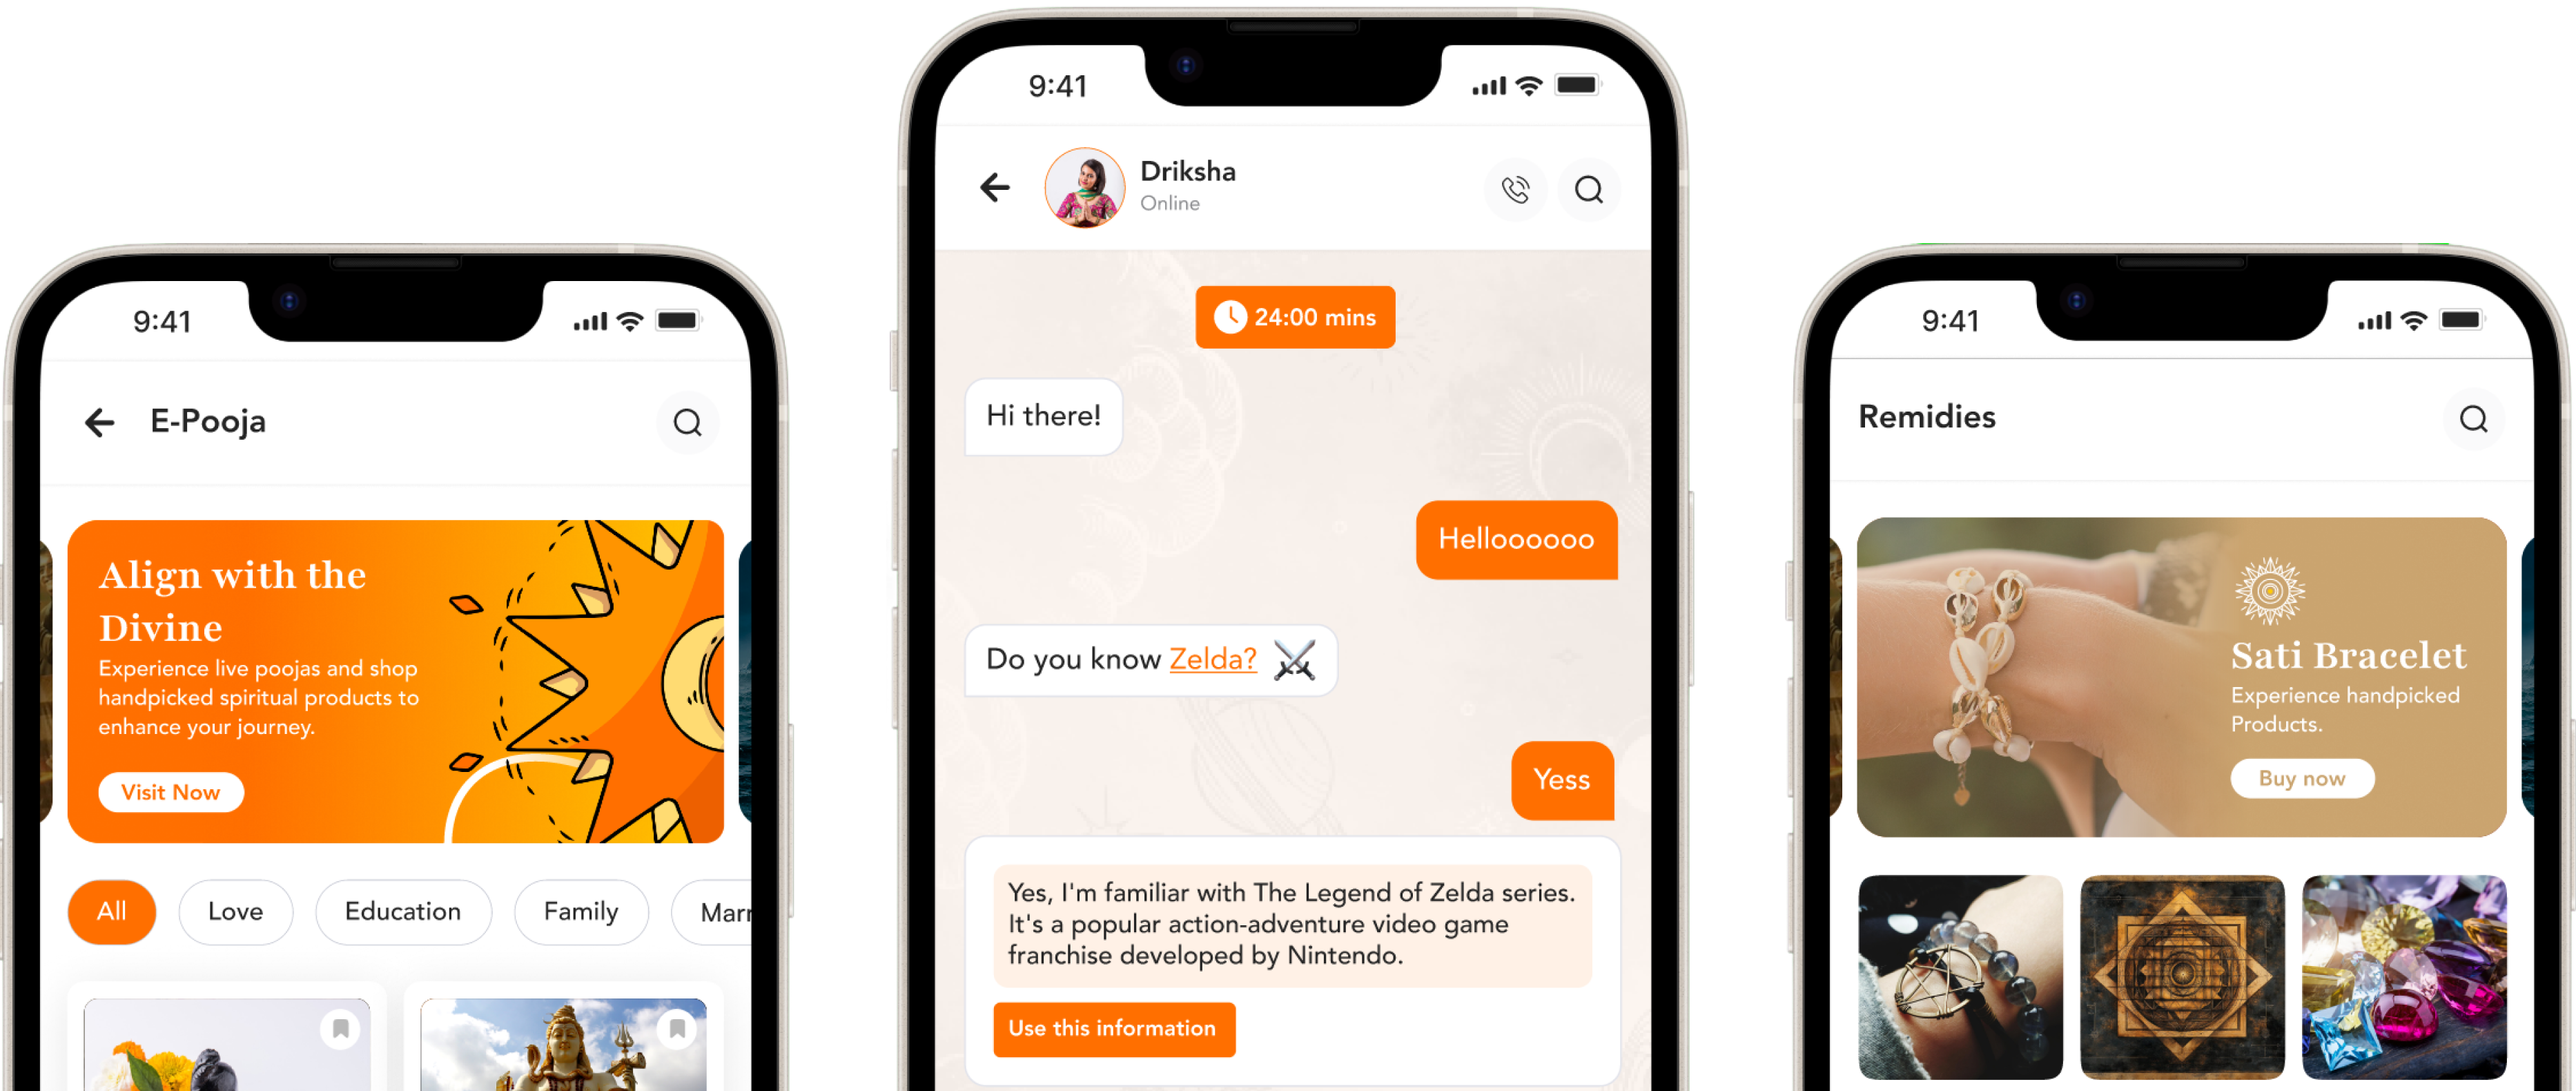 9:41
E-Pooja
Align with the
Divine
Experience live poojas and shop
handpicked spiritual products to
enhance your journey.
Visit Now
All
Love
Education
Family
9:41
Driksha
Online
24:00 mins
Hi there!
Helloooooo
Do you know Zelda?
Yess
Yes, I'm familiar with The Legend of Zelda series.
It's a popular action-adventure video game
franchise developed by Nintendo.
Use this information
9:41
Remidies
Sati Bracelet
Experience handpicked
Products.
Buy now